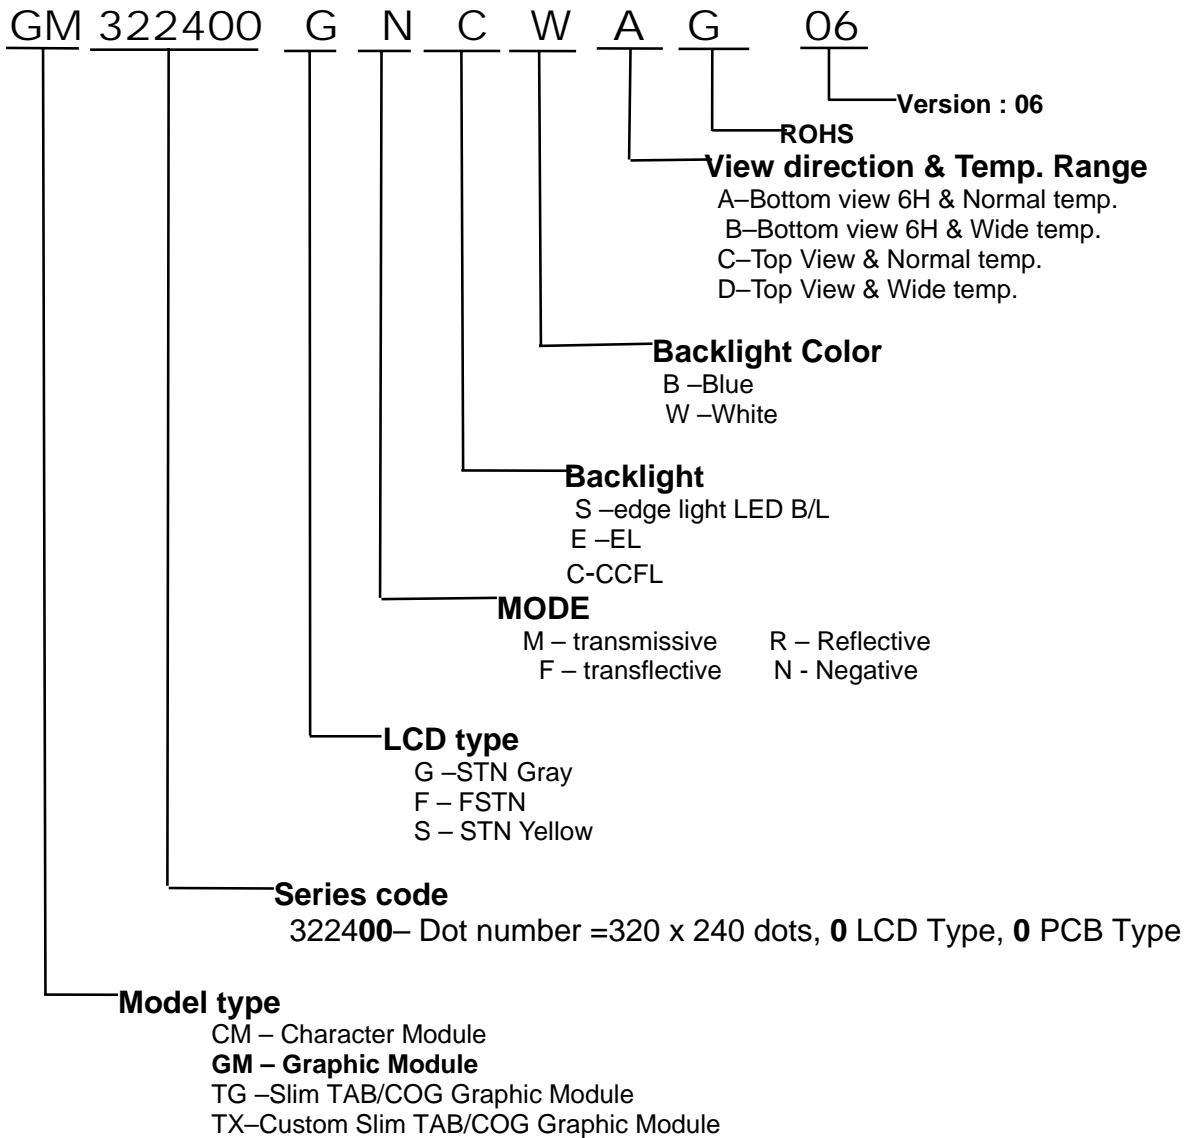 GM 322400 G N C W A G 06
Version : 06
ROHS
View direction & Temp. Range
A–Bottom view 6H & Normal temp.
B–Bottom view 6H & Wide temp.
C–Top View & Normal temp.
D–Top View & Wide temp.
Backlight Color
B –Blue
W –White
Backlight
S –edge light LED B/L
E –EL
C-CCFL
MODE
M – transmissive R – Reflective
F – transflective N - Negative
LCD type
G –STN Gray
F – FSTN
S – STN Yellow
Series code
322400– Dot number =320 x 240 dots, 0 LCD Type, 0 PCB Type
Model type
CM – Character Module
GM – Graphic Module
TG –Slim TAB/COG Graphic Module
TX–Custom Slim TAB/COG Graphic Module